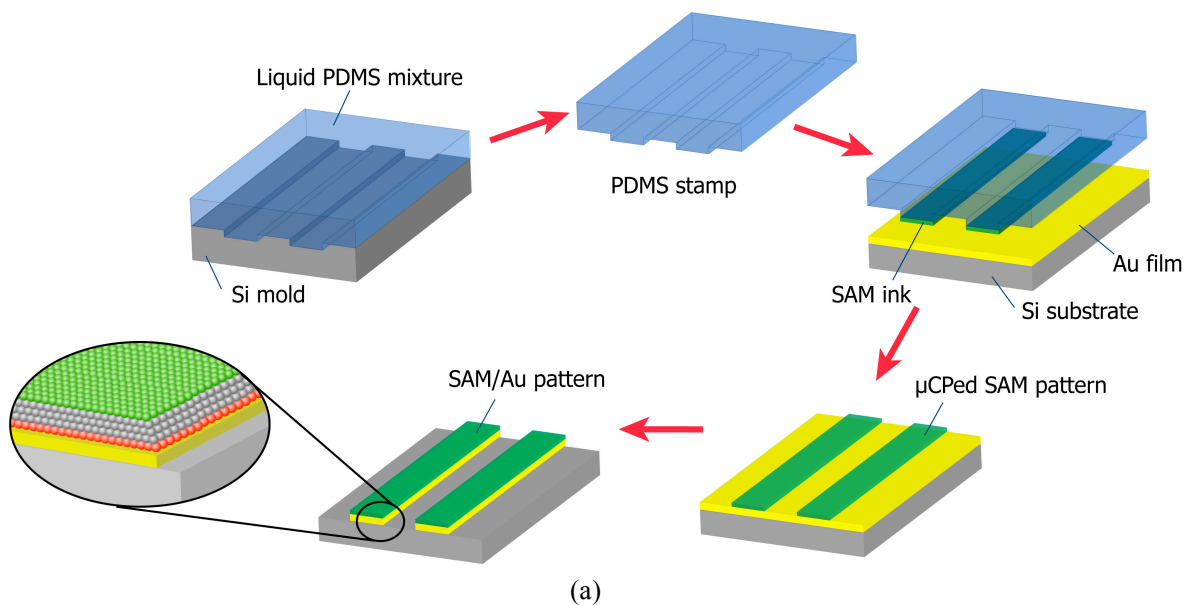 Liquid PDMS mixture
Si mold
PDMS stamp
SAM ink
Au film
Si substrate
SAM/Au pattern
µCPed SAM pattern
(a)